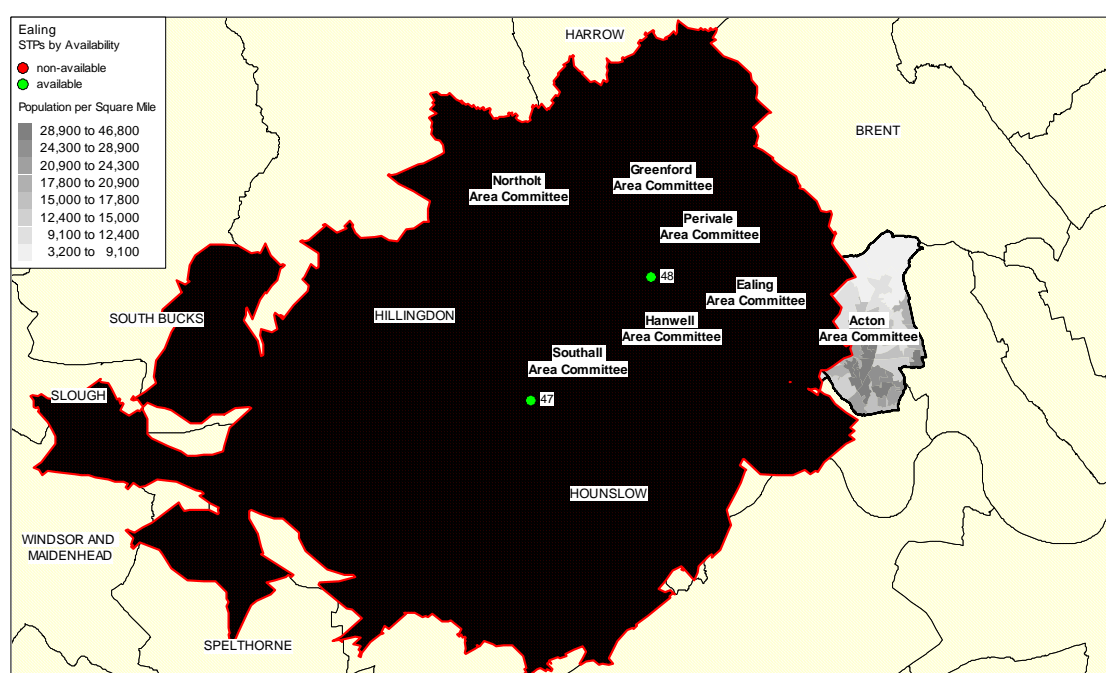 Ealing
STPs by Availability
non-available
available
Population per Square Mile
28,900 to 46,800
24,300 to 28,900
20,900 to 24,300
17,800 to 20,900
15,000 to 17,800
12,400 to 15,000
9,100 to 12,400
3,200 to 9,100
HARROW
BRENT
Northolt
Area Committee
Greenford
Area Committee
Perivale
Area Committee
48
Ealing
Area Committee
SOUTH BUCKS
HILLINGDON
Hanwell
Area Committee
Acton
Area Committee
Southall
Area Committee
SLOUGH
47
HOUNSLOW
WINDSOR AND
MAIDENHEAD
SPELTHORNE